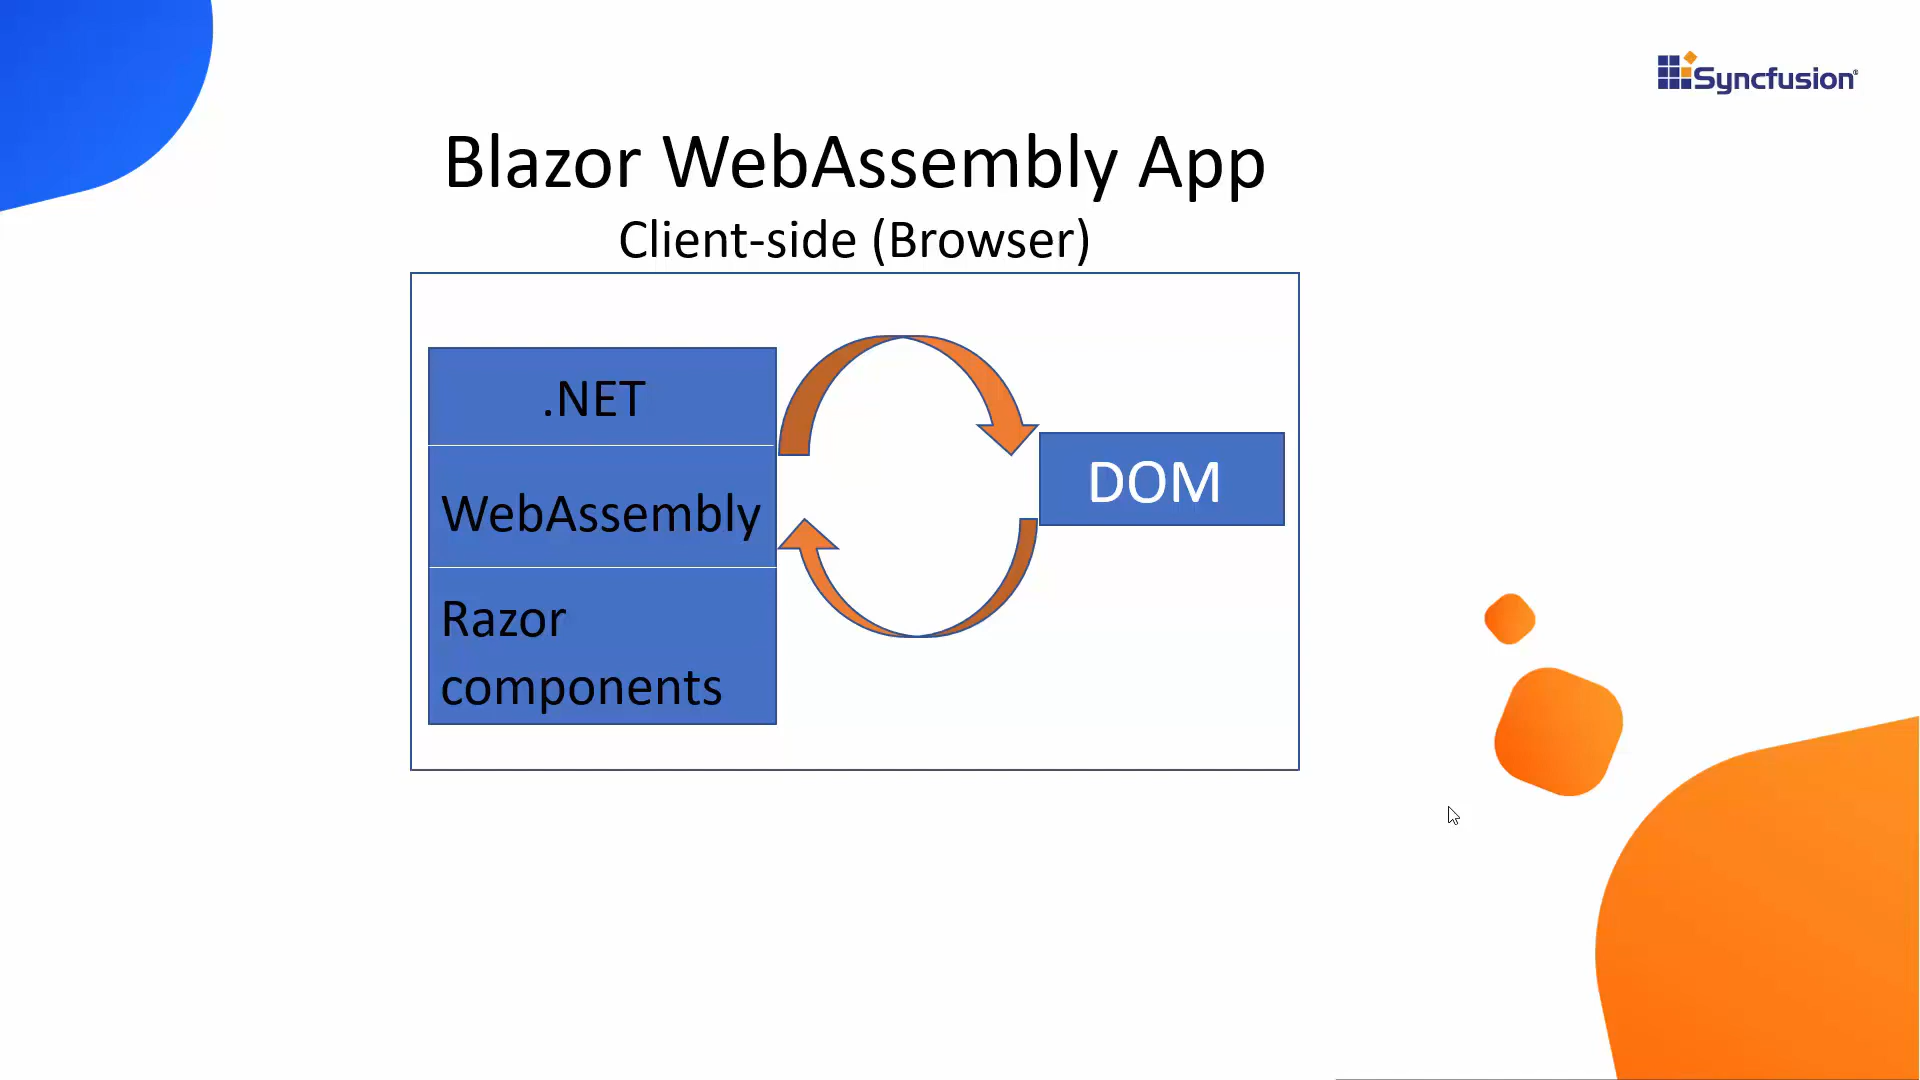 Syncfusion®
Blazor WebAssembly App
Client-side (Browser)
.NET
WebAssembly
Razor
components
DOM